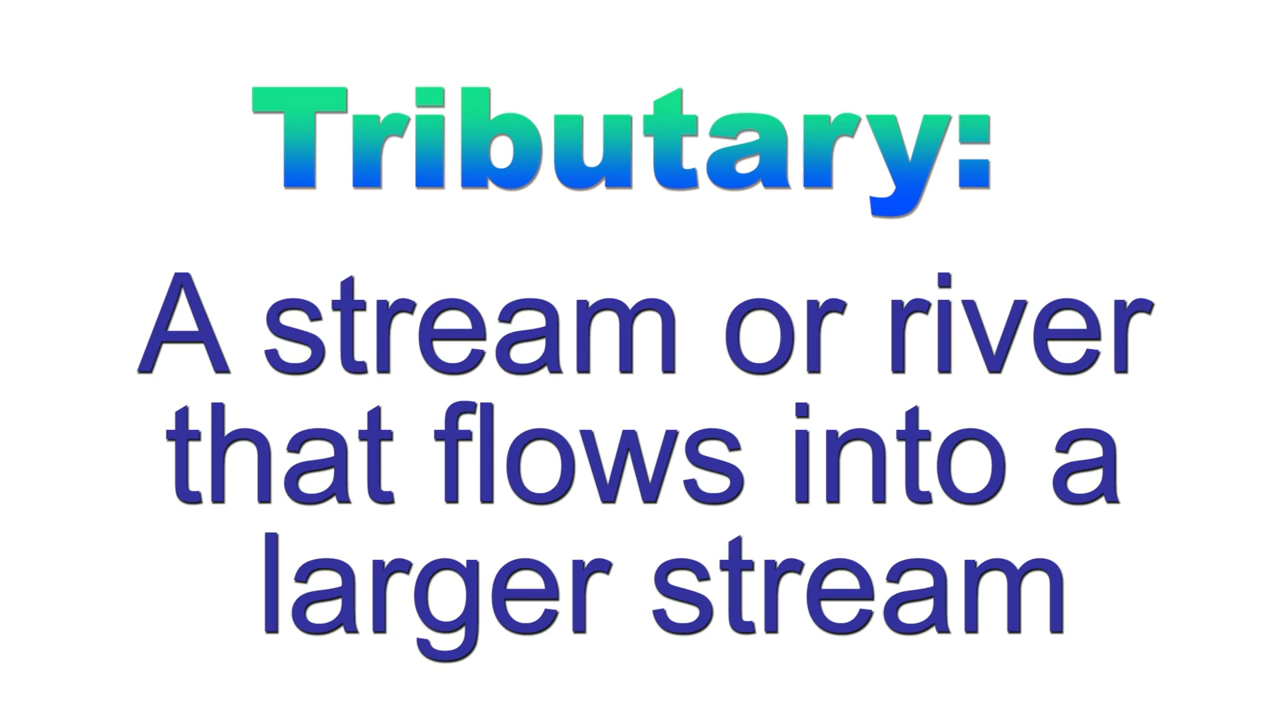 Tributary:
A stream or river
that flows into a
larger stream